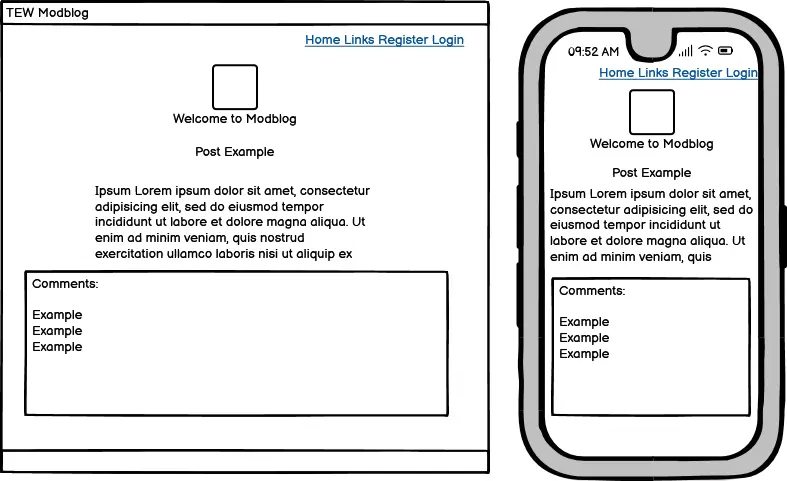 TEW Modblog
Home Links Register Login
Welcome to Modblog
Post Example
Ipsum Lorem ipsum dolor sit amet, consectetur
adipisicing elit, sed do eiusmod tempor
incididunt ut labore et dolore magna aliqua. Ut
enim ad minim veniam, quis nostrud
exercitation ullamco laboris nisi ut aliquip ex
Comments:
Example
Example
Example
09:52 AM
Home Links Register Login
Welcome to Modblog
Post Example
Ipsum Lorem ipsum dolor sit amet,
consectetur adipisicing elit, sed do
eiusmod tempor incididunt ut
labore et dolore magna aliqua. Ut
enim ad minim veniam, quis
Comments:
Example
Example
Example